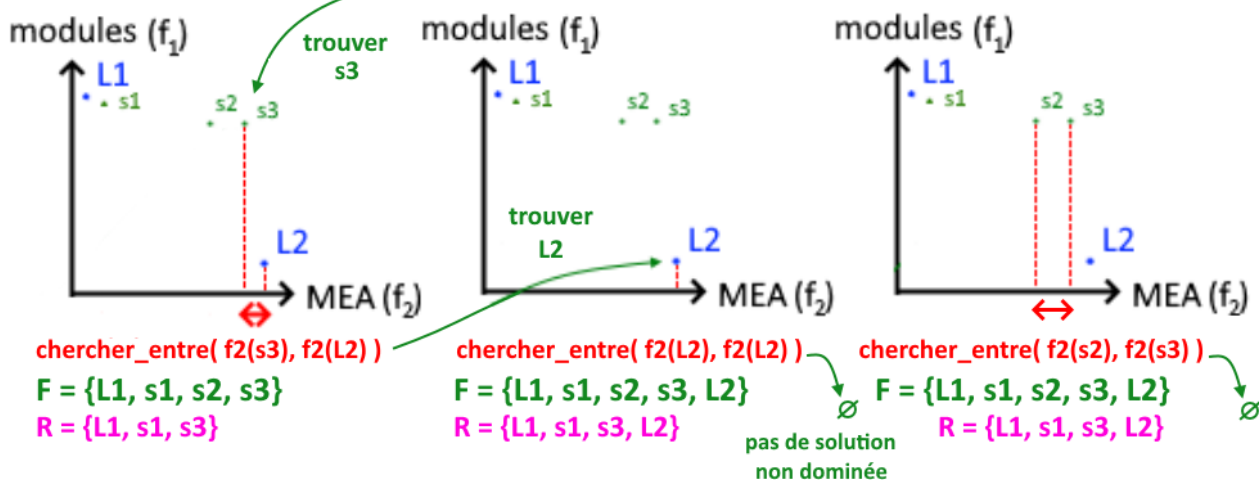 modules (f1)
L1
s1
trouver
s3
s2
s3
L2
MEA (f2)
chercher_entre( f2(s3), f2(L2) )
F = {L1, s1, s2, s3}
R = {L1, s1, s3}
modules (f1)
L1
s1
s2
s3
trouver
L2
L2
MEA (f2)
chercher_entre( f2(L2), f2(L2) )
F = {L1, s1, s2, s3, L2}
R = {L1, s1, s3, L2}
∅
pas de solution
non dominée
modules (f1)
L1
s1
s2
s3
L2
MEA (f2)
chercher_entre( f2(s2), f2(s3) )
F = {L1, s1, s2, s3, L2}
R = {L1, s1, s3, L2}
∅